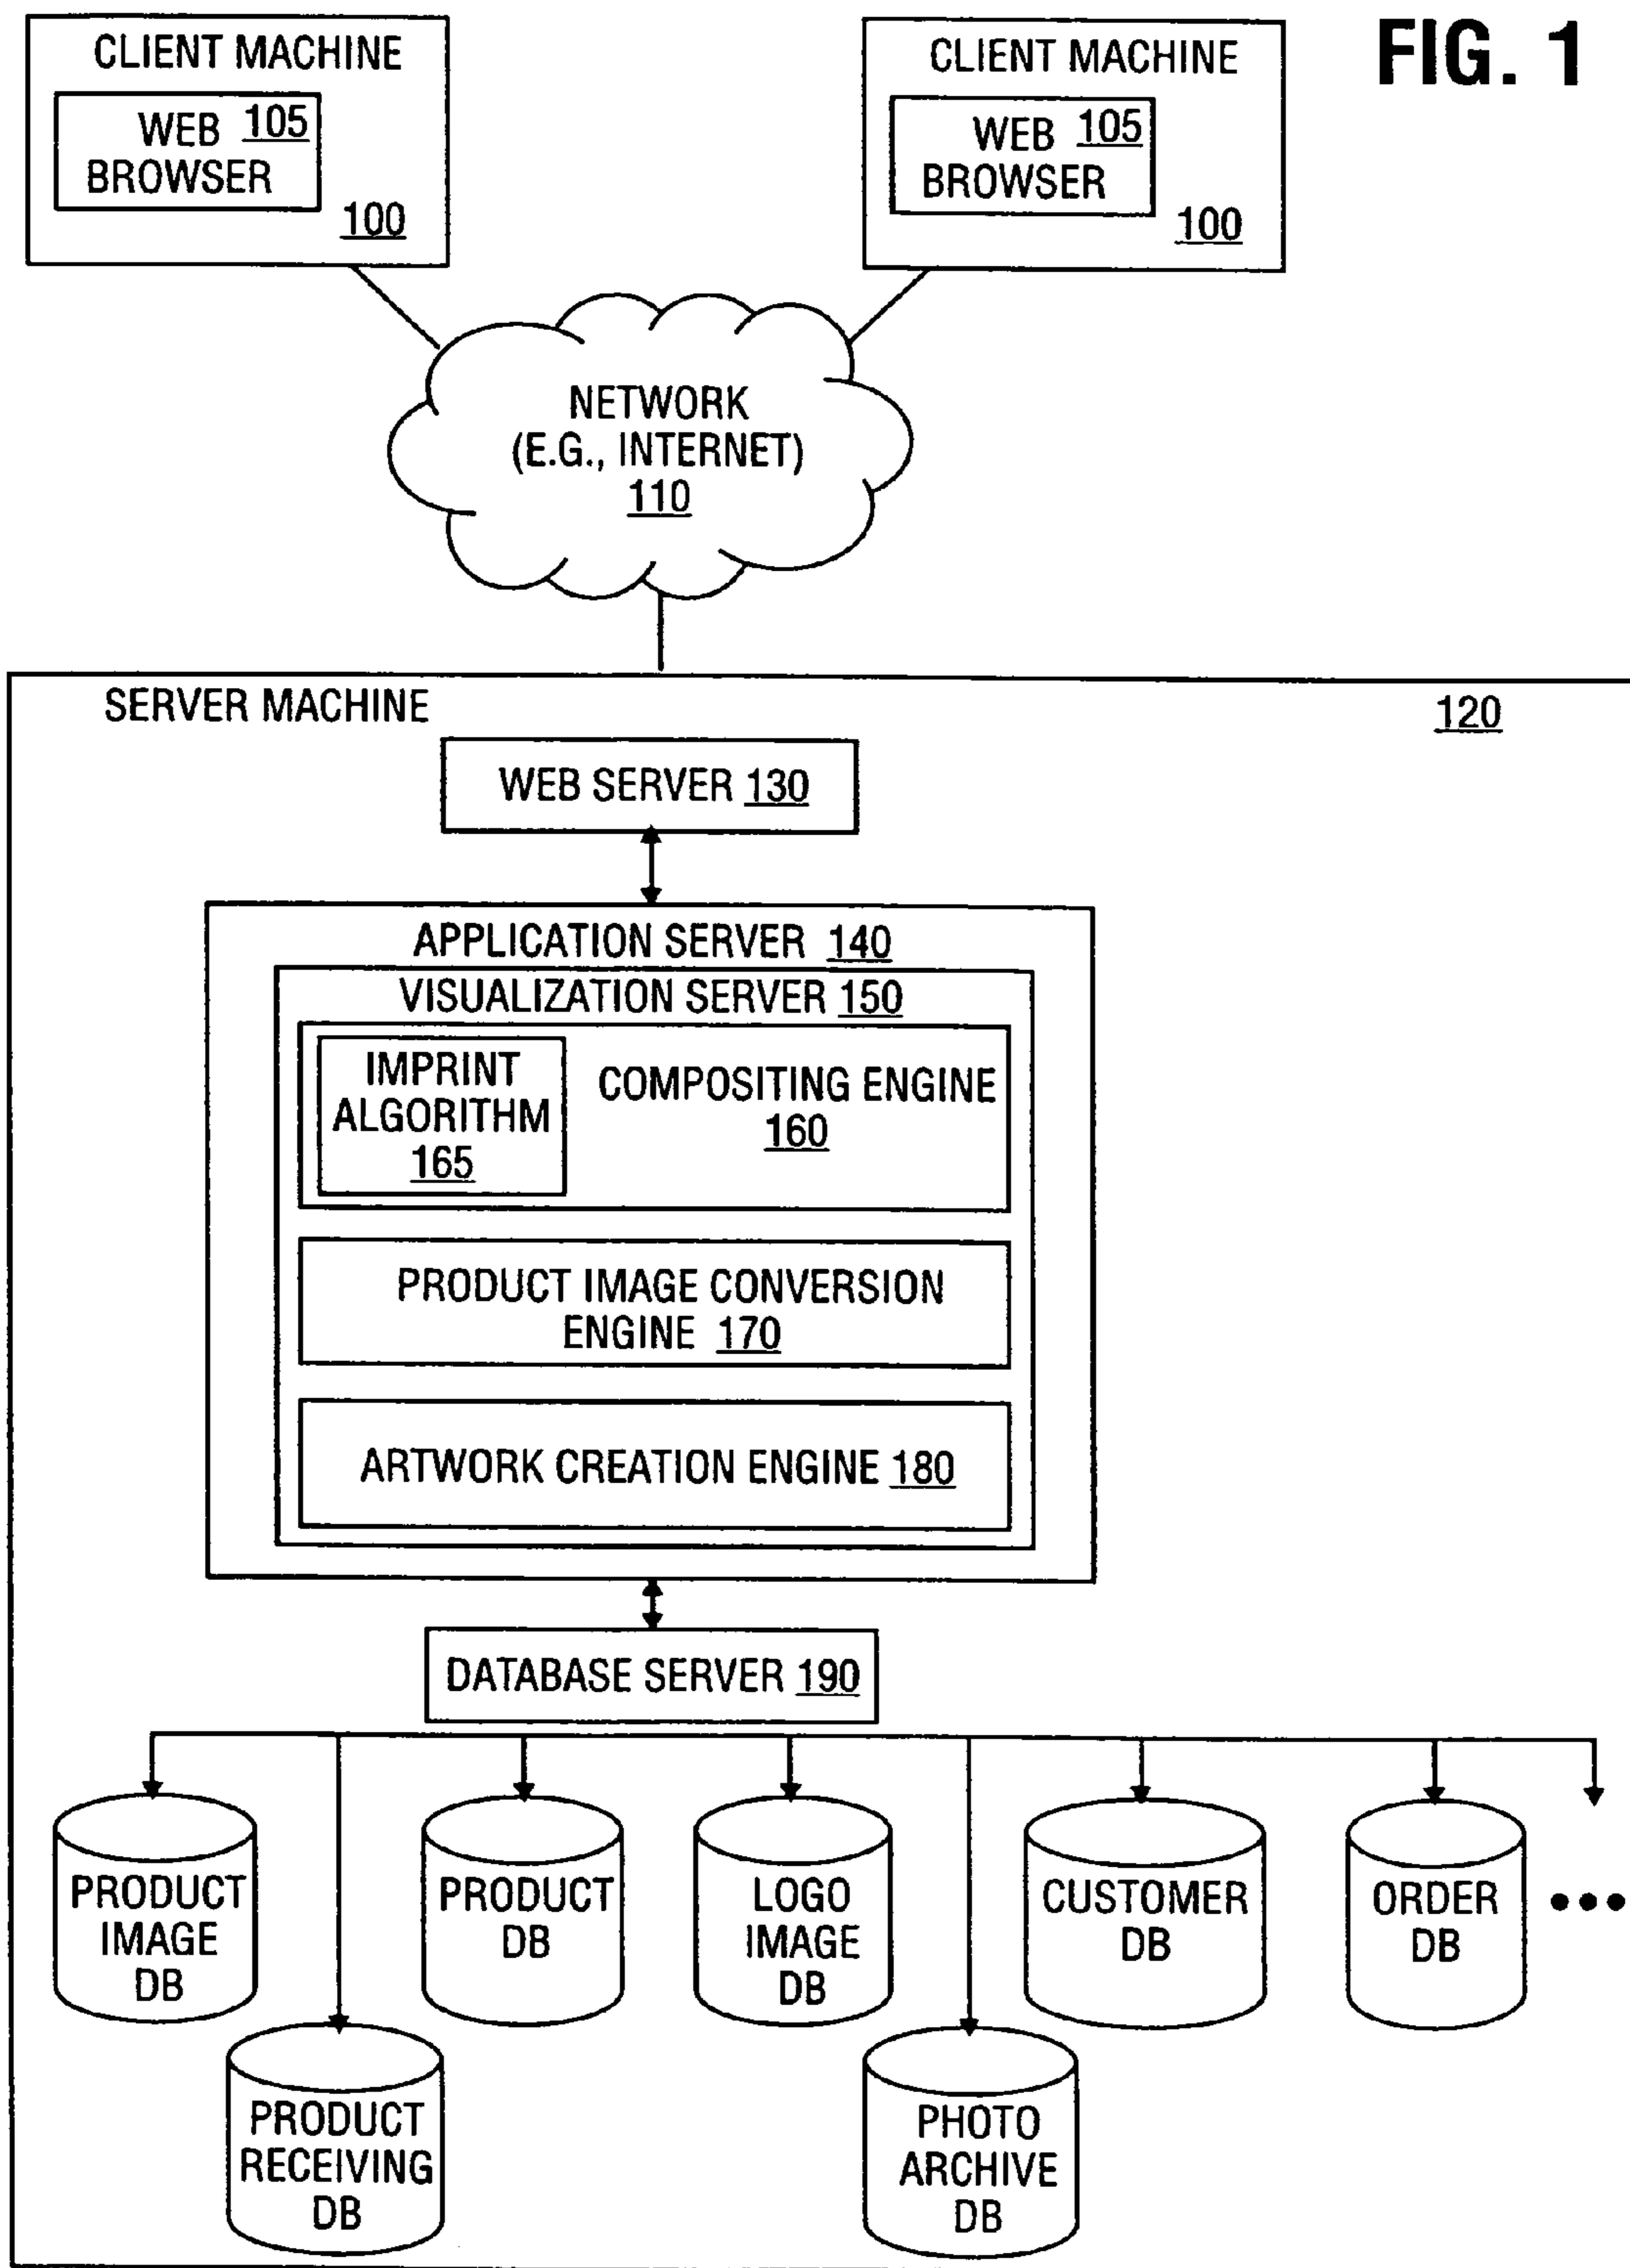 FIG. 1
CLIENT MACHINE
WEB 105
BROWSER
100
CLIENT MACHINE
WEB 105
BROWSER
100
NETWORK
(E.G., INTERNET)
110
SERVER MACHINE
120
WEB SERVER 130
APPLICATION SERVER 140
VISUALIZATION SERVER 150
IMPRINT
ALGORITHM
165
COMPOSITING ENGINE
160
PRODUCT IMAGE CONVERSION
ENGINE 170
ARTWORK CREATION ENGINE 180
DATABASE SERVER 190
PRODUCT
IMAGE
DB
PRODUCT
DB
LOGO
IMAGE
DB
CUSTOMER
DB
ORDER
DB
•••
PRODUCT
RECEIVING
DB
PHOTO
ARCHIVE
DB